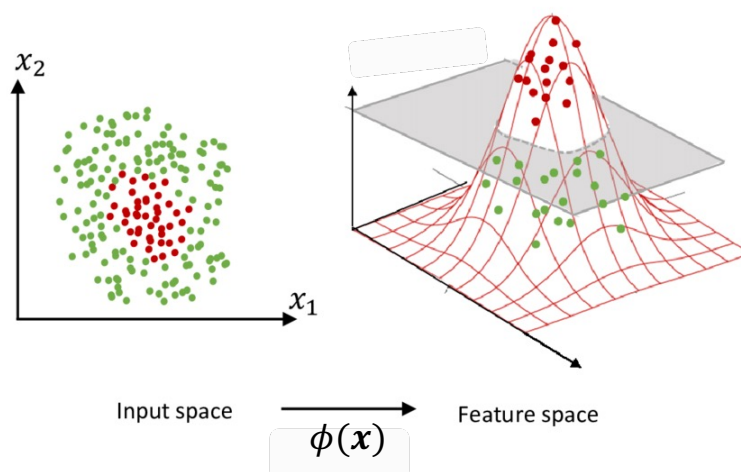 x₂
x₁
Input space
Feature space
ϕ(x)